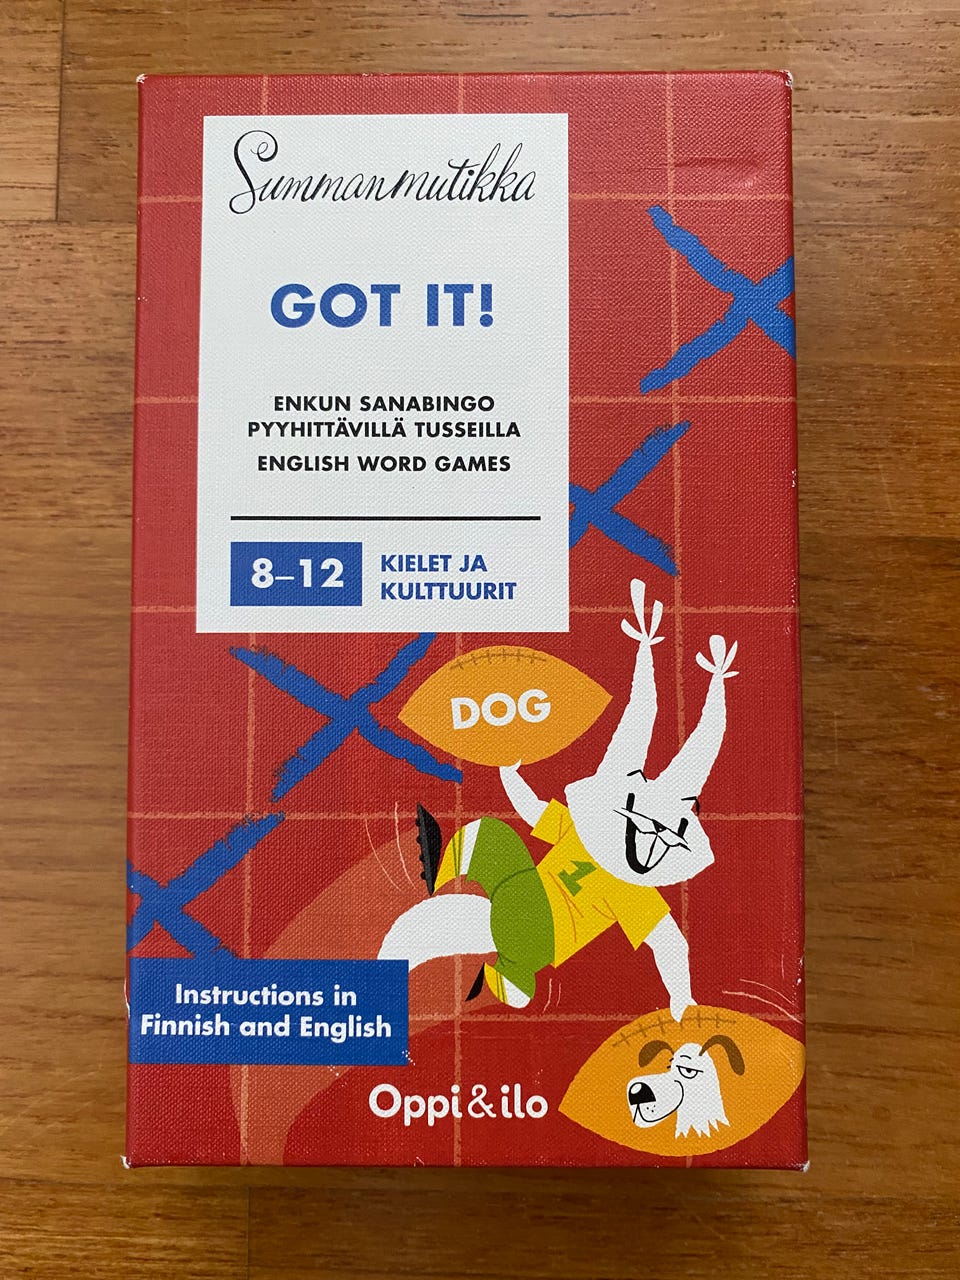 Summanmutikka
GOT IT!
ENKUN SANABINGO
PYYHITTÄVILLÄ TUSSEILLA
ENGLISH WORD GAMES
8–12
KIELET JA
KULTTUURIT
DOG
1
Instructions in
Finnish and English
Oppi&ilo